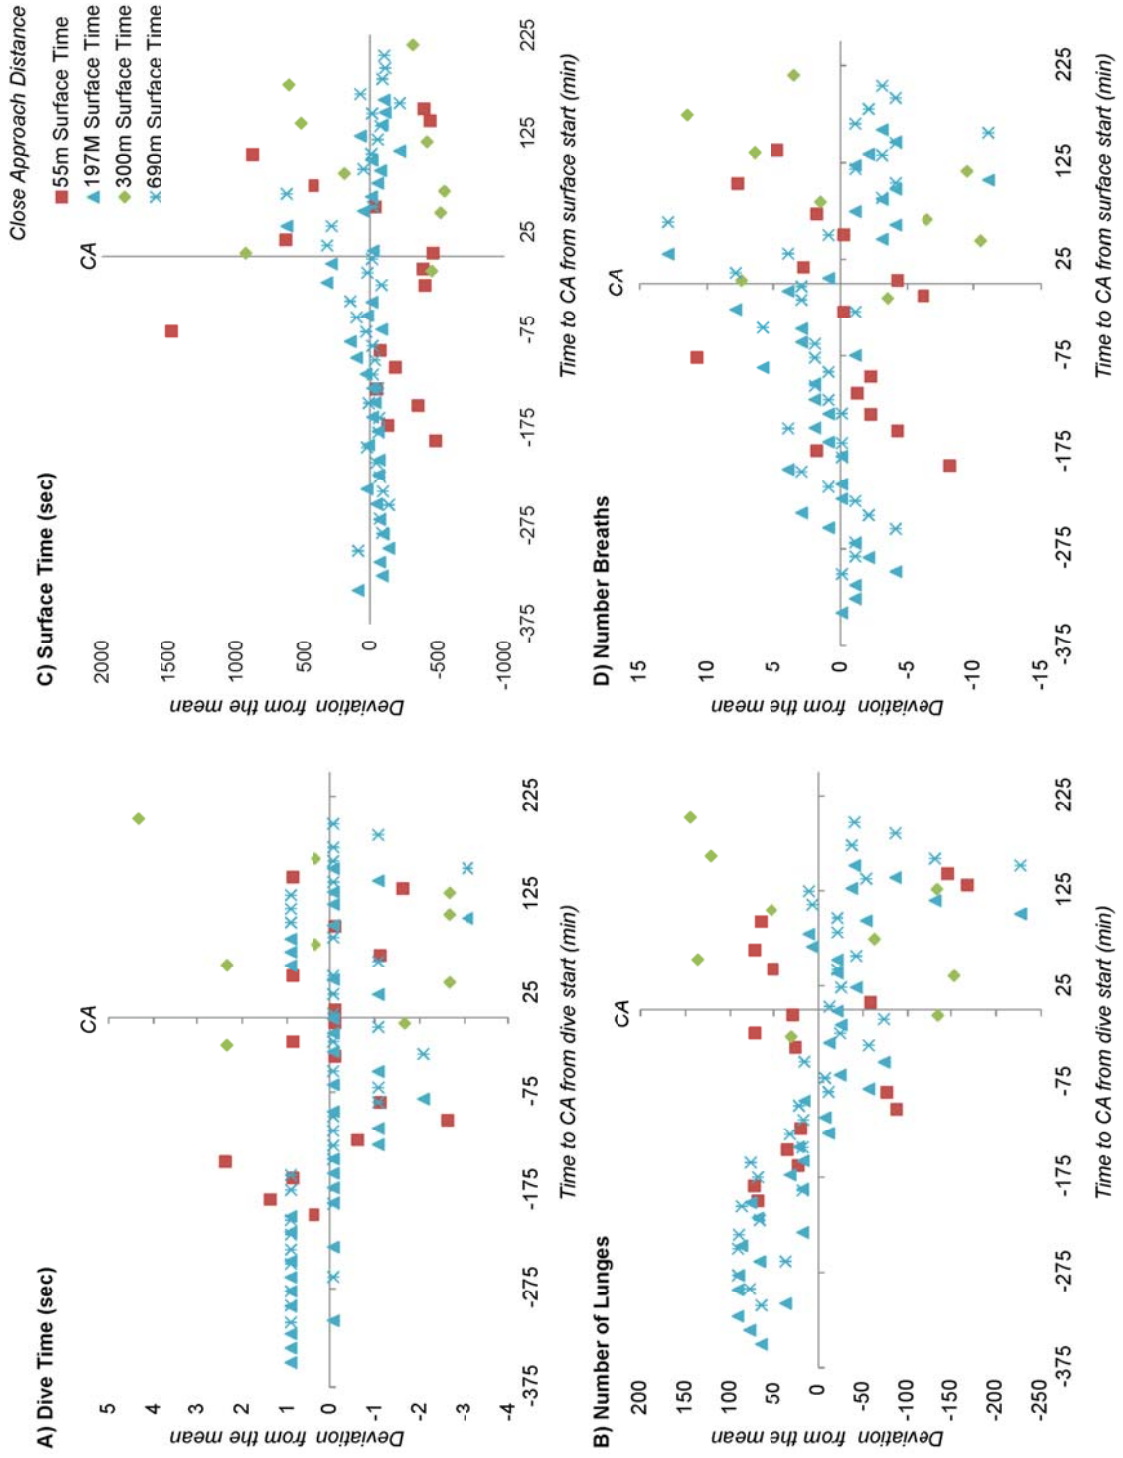 Close Approach Distance
55m Surface Time
197M Surface Time
300m Surface Time
690m Surface Time
A) Dive Time (sec)
CA
5
4
3
2
1
0
-1
-2
-3
-4
-375
-275
-175
-75
25
125
225
Deviation from the mean
Time to CA from dive start (min)
C) Surface Time (sec)
CA
2000
1500
1000
500
0
-500
-1000
-375
-275
-175
-75
25
125
225
Deviation from the mean
Time to CA from surface start (min)
B) Number of Lunges
CA
200
150
100
50
0
-50
-100
-150
-200
-250
-375
-275
-175
-75
25
125
225
Deviation from the mean
Time to CA from dive start (min)
D) Number Breaths
CA
15
10
5
0
-5
-10
-15
-375
-275
-175
-75
25
125
225
Deviation from the mean
Time to CA from surface start (min)